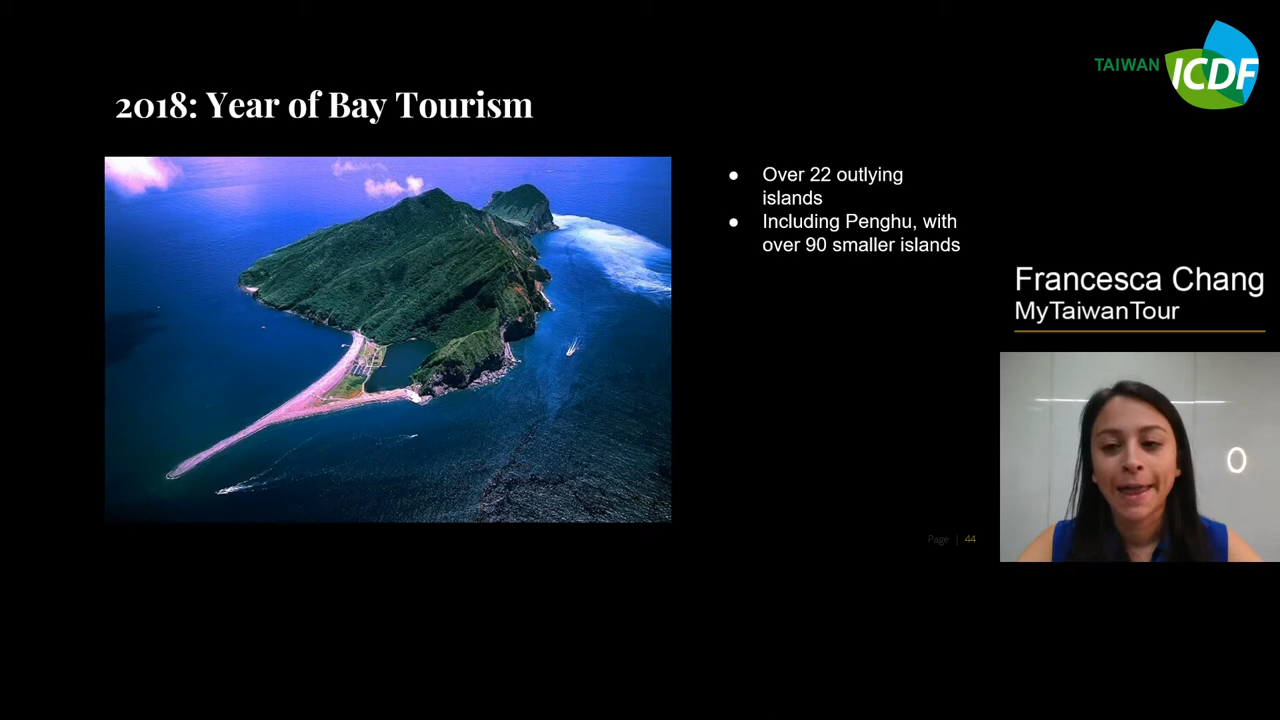 TAIWAN ICDF
2018: Year of Bay Tourism
● Over 22 outlying
islands
● Including Penghu, with
over 90 smaller islands
Francesca Chang
MyTaiwanTour
Page | 44